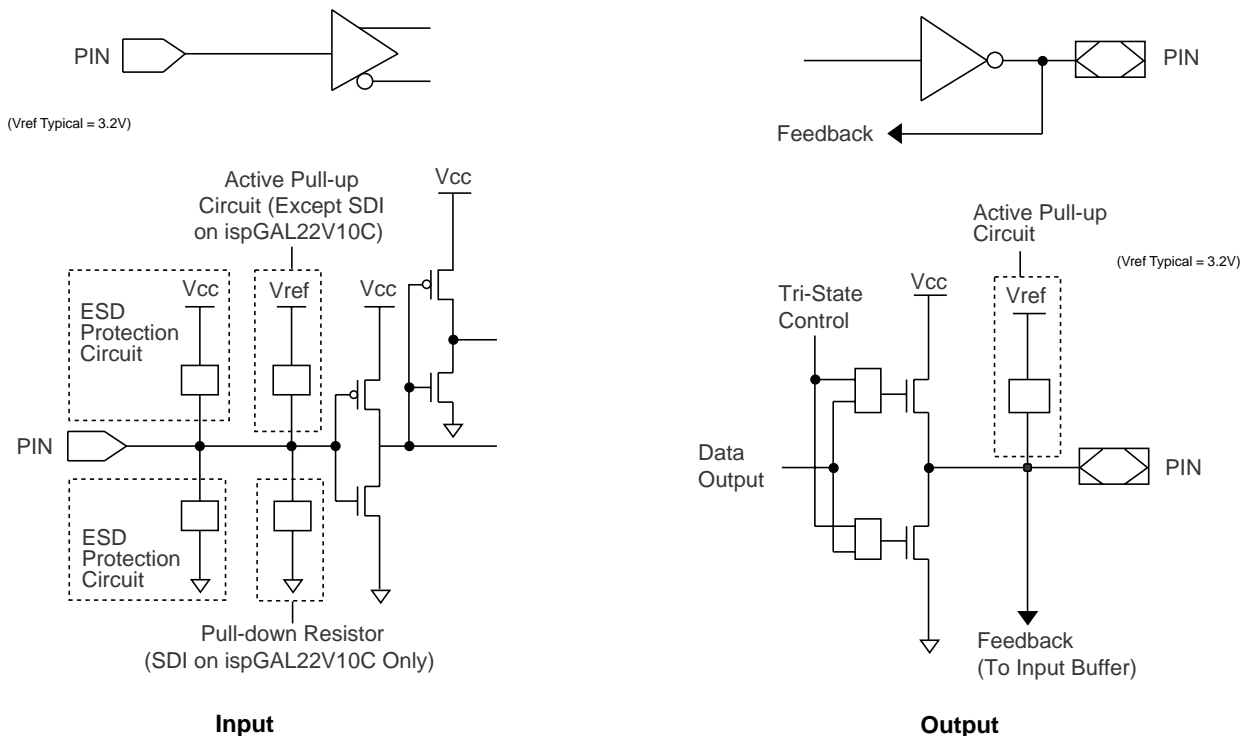 PIN
(Vref Typical = 3.2V)
Active Pull-up
Circuit (Except SDI
on ispGAL22V10C)
Vcc
Vcc
Vref
Vcc
ESD
Protection
Circuit
PIN
ESD
Protection
Circuit
Pull-down Resistor
(SDI on ispGAL22V10C Only)
Input
PIN
Feedback
Active Pull-up
Circuit
(Vref Typical = 3.2V)
Tri-State
Control
Vcc
Vref
Data
Output
PIN
Feedback
(To Input Buffer)
Output